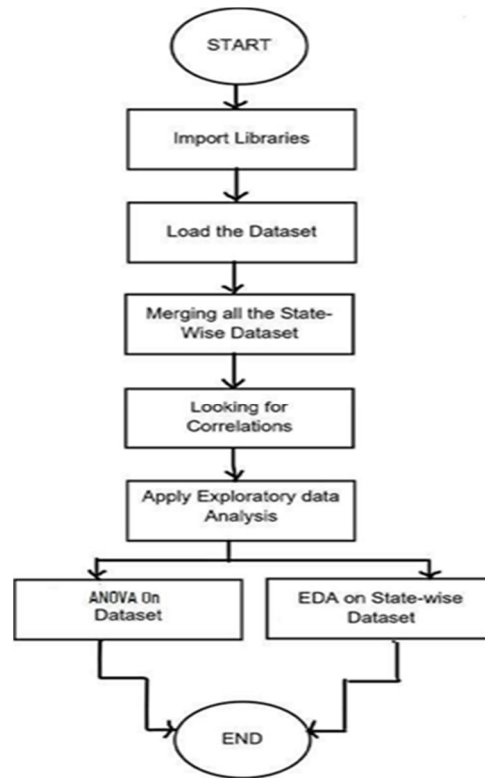 START
Import Libraries
Load the Dataset
Merging all the State-
Wise Dataset
Looking for
Correlations
Apply Exploratory data
Analysis
ANOVA On
Dataset
EDA on State-wise
Dataset
END